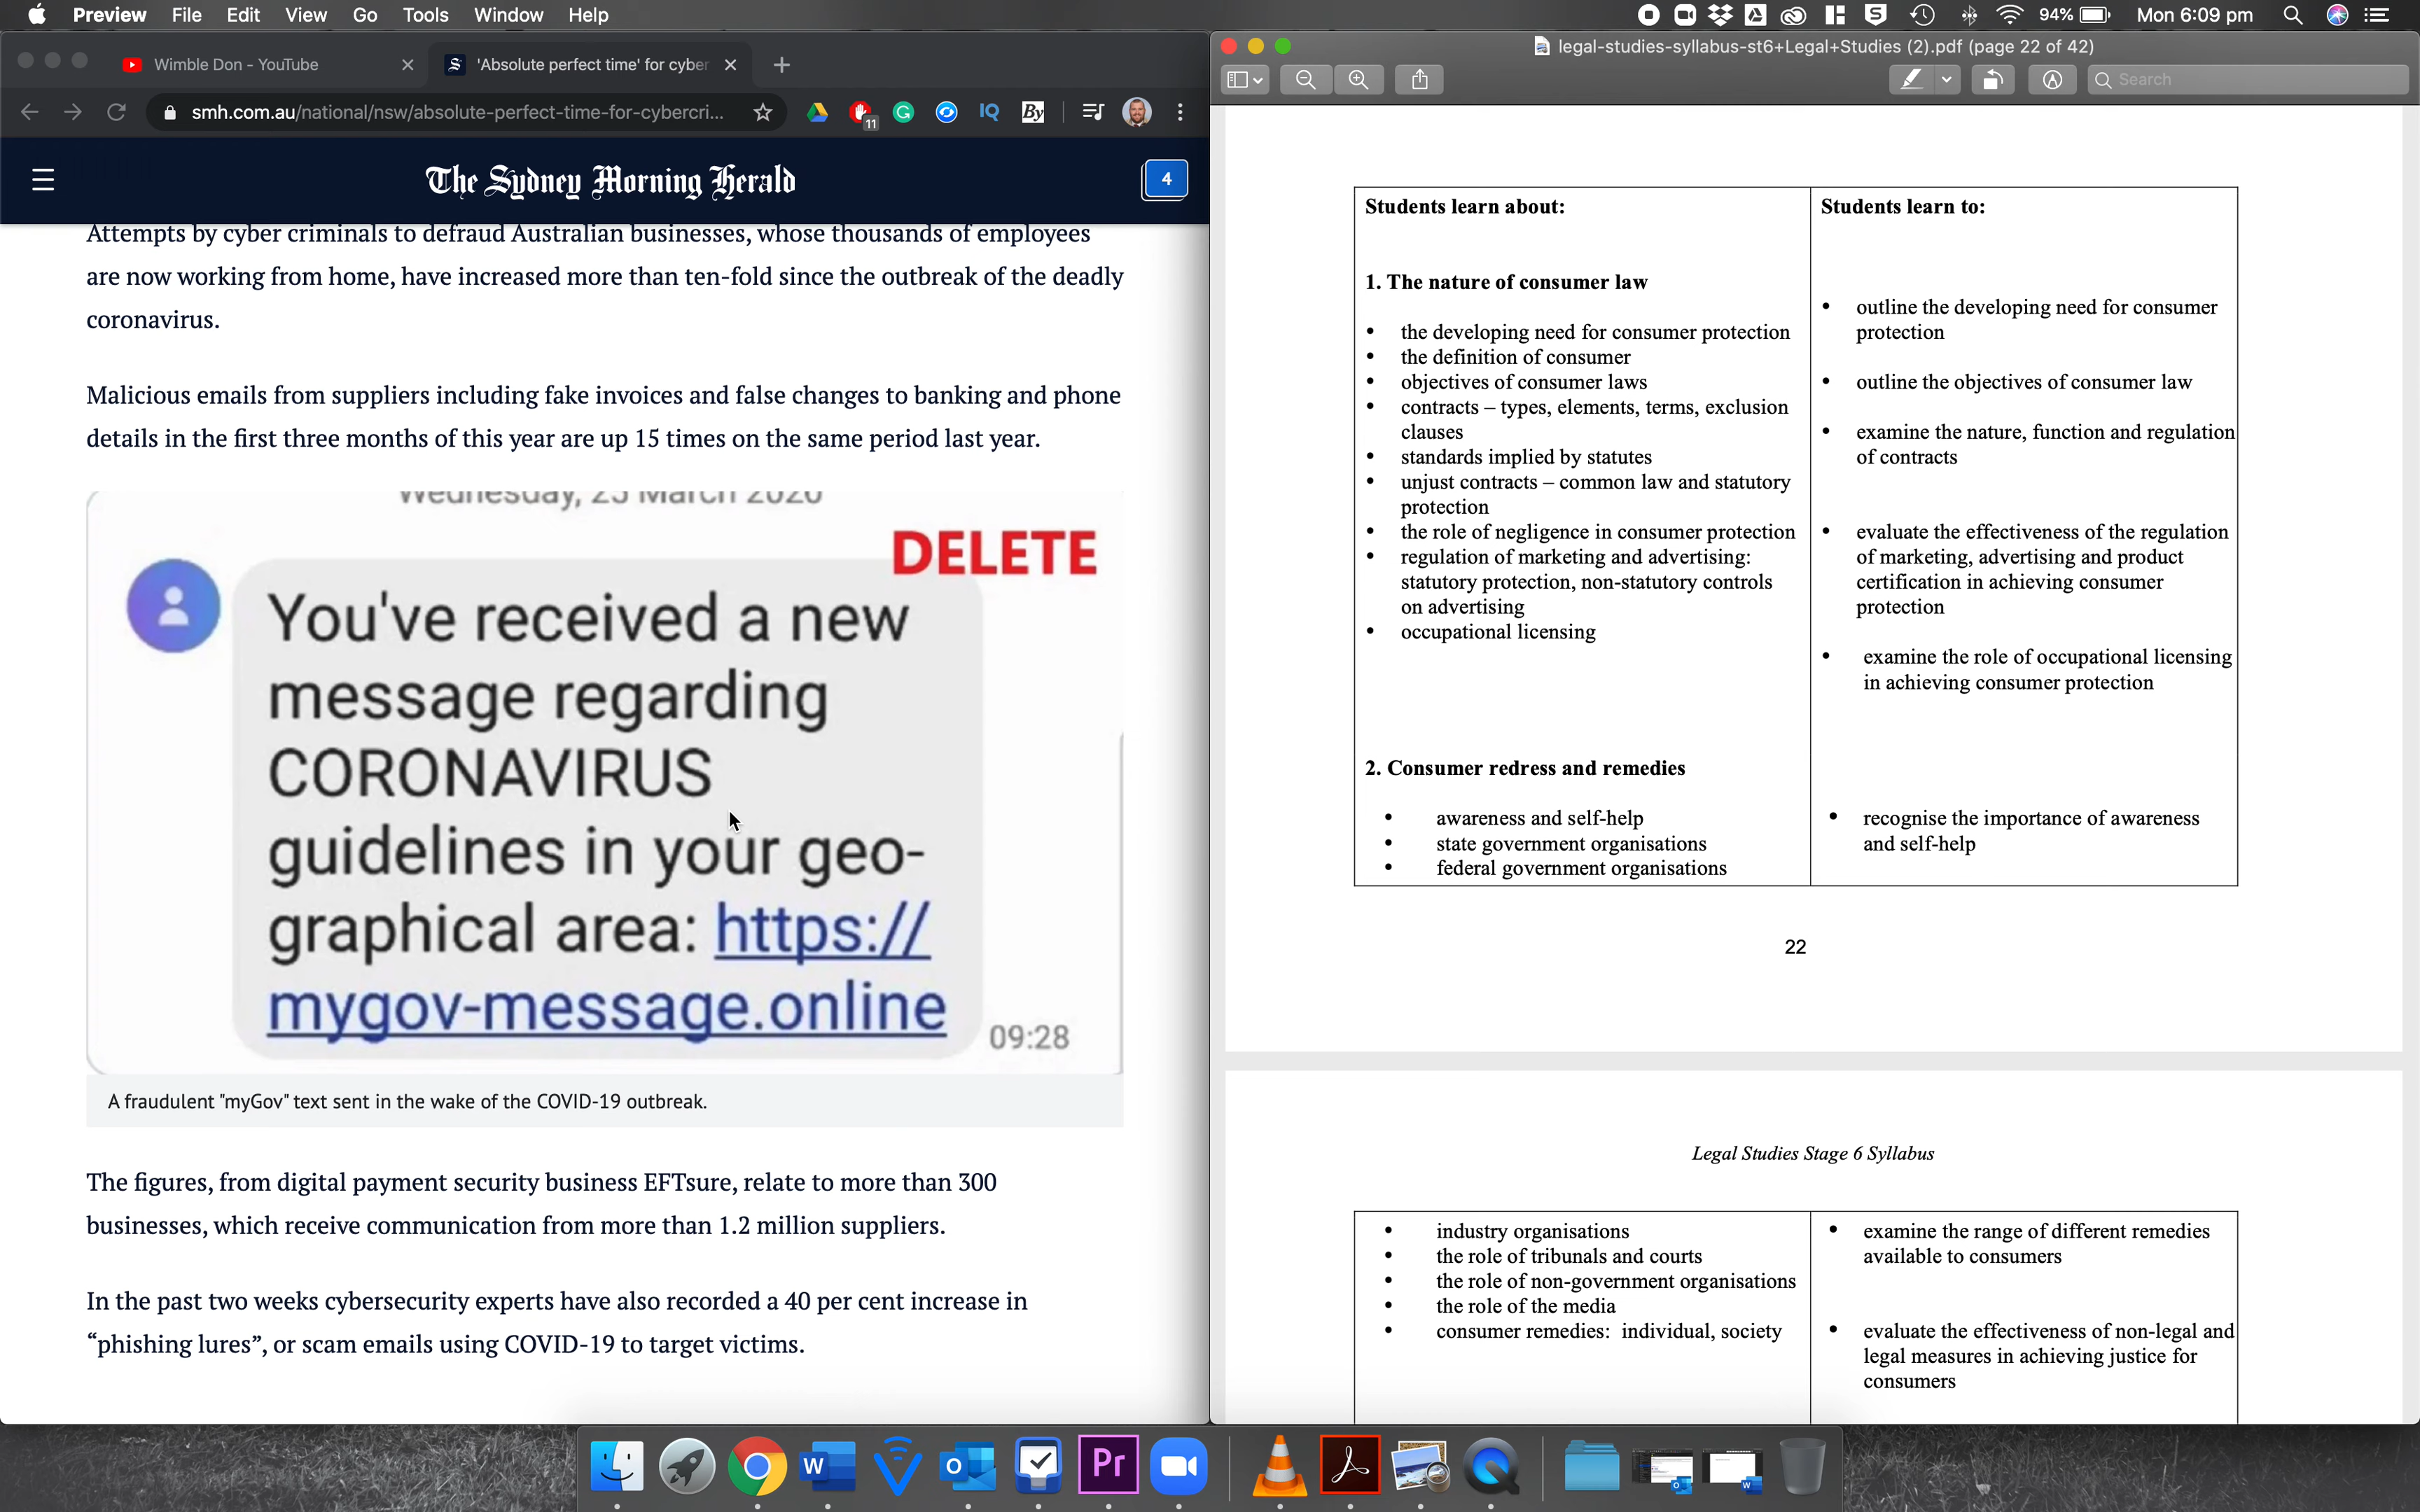 Preview File Edit View Go Tools Window Help
94% Mon 6:09 pm
Wimble Don - YouTube
'Absolute perfect time' for cyber
smh.com.au/national/nsw/absolute-perfect-time-for-cybercri...
11
IQ
By
The Sydney Morning Herald
4
Attempts by cyber criminals to defraud Australian businesses, whose thousands of employees
are now working from home, have increased more than ten-fold since the outbreak of the deadly
coronavirus.
Malicious emails from suppliers including fake invoices and false changes to banking and phone
details in the first three months of this year are up 15 times on the same period last year.
Wednesday, 25 March 2020
DELETE
You've received a new
message regarding
CORONAVIRUS
guidelines in your geo-
graphical area: https://
mygov-message.online
09:28
A fraudulent "myGov" text sent in the wake of the COVID-19 outbreak.
The figures, from digital payment security business EFTsure, relate to more than 300
businesses, which receive communication from more than 1.2 million suppliers.
In the past two weeks cybersecurity experts have also recorded a 40 per cent increase in
“phishing lures”, or scam emails using COVID-19 to target victims.
legal-studies-syllabus-st6+Legal+Studies (2).pdf (page 22 of 42)
Search
Students learn about:
1. The nature of consumer law
• the developing need for consumer protection
• the definition of consumer
• objectives of consumer laws
• contracts – types, elements, terms, exclusion
clauses
• standards implied by statutes
• unjust contracts – common law and statutory
protection
• the role of negligence in consumer protection
• regulation of marketing and advertising:
statutory protection, non-statutory controls
on advertising
• occupational licensing
2. Consumer redress and remedies
• awareness and self-help
• state government organisations
• federal government organisations
Students learn to:
• outline the developing need for consumer
protection
• outline the objectives of consumer law
• examine the nature, function and regulation
of contracts
• evaluate the effectiveness of the regulation
of marketing, advertising and product
certification in achieving consumer
protection
• examine the role of occupational licensing
in achieving consumer protection
• recognise the importance of awareness
and self-help
22
Legal Studies Stage 6 Syllabus
• industry organisations
• the role of tribunals and courts
• the role of non-government organisations
• the role of the media
• consumer remedies: individual, society
• examine the range of different remedies
available to consumers
• evaluate the effectiveness of non-legal and
legal measures in achieving justice for
consumers
W
O
Pr